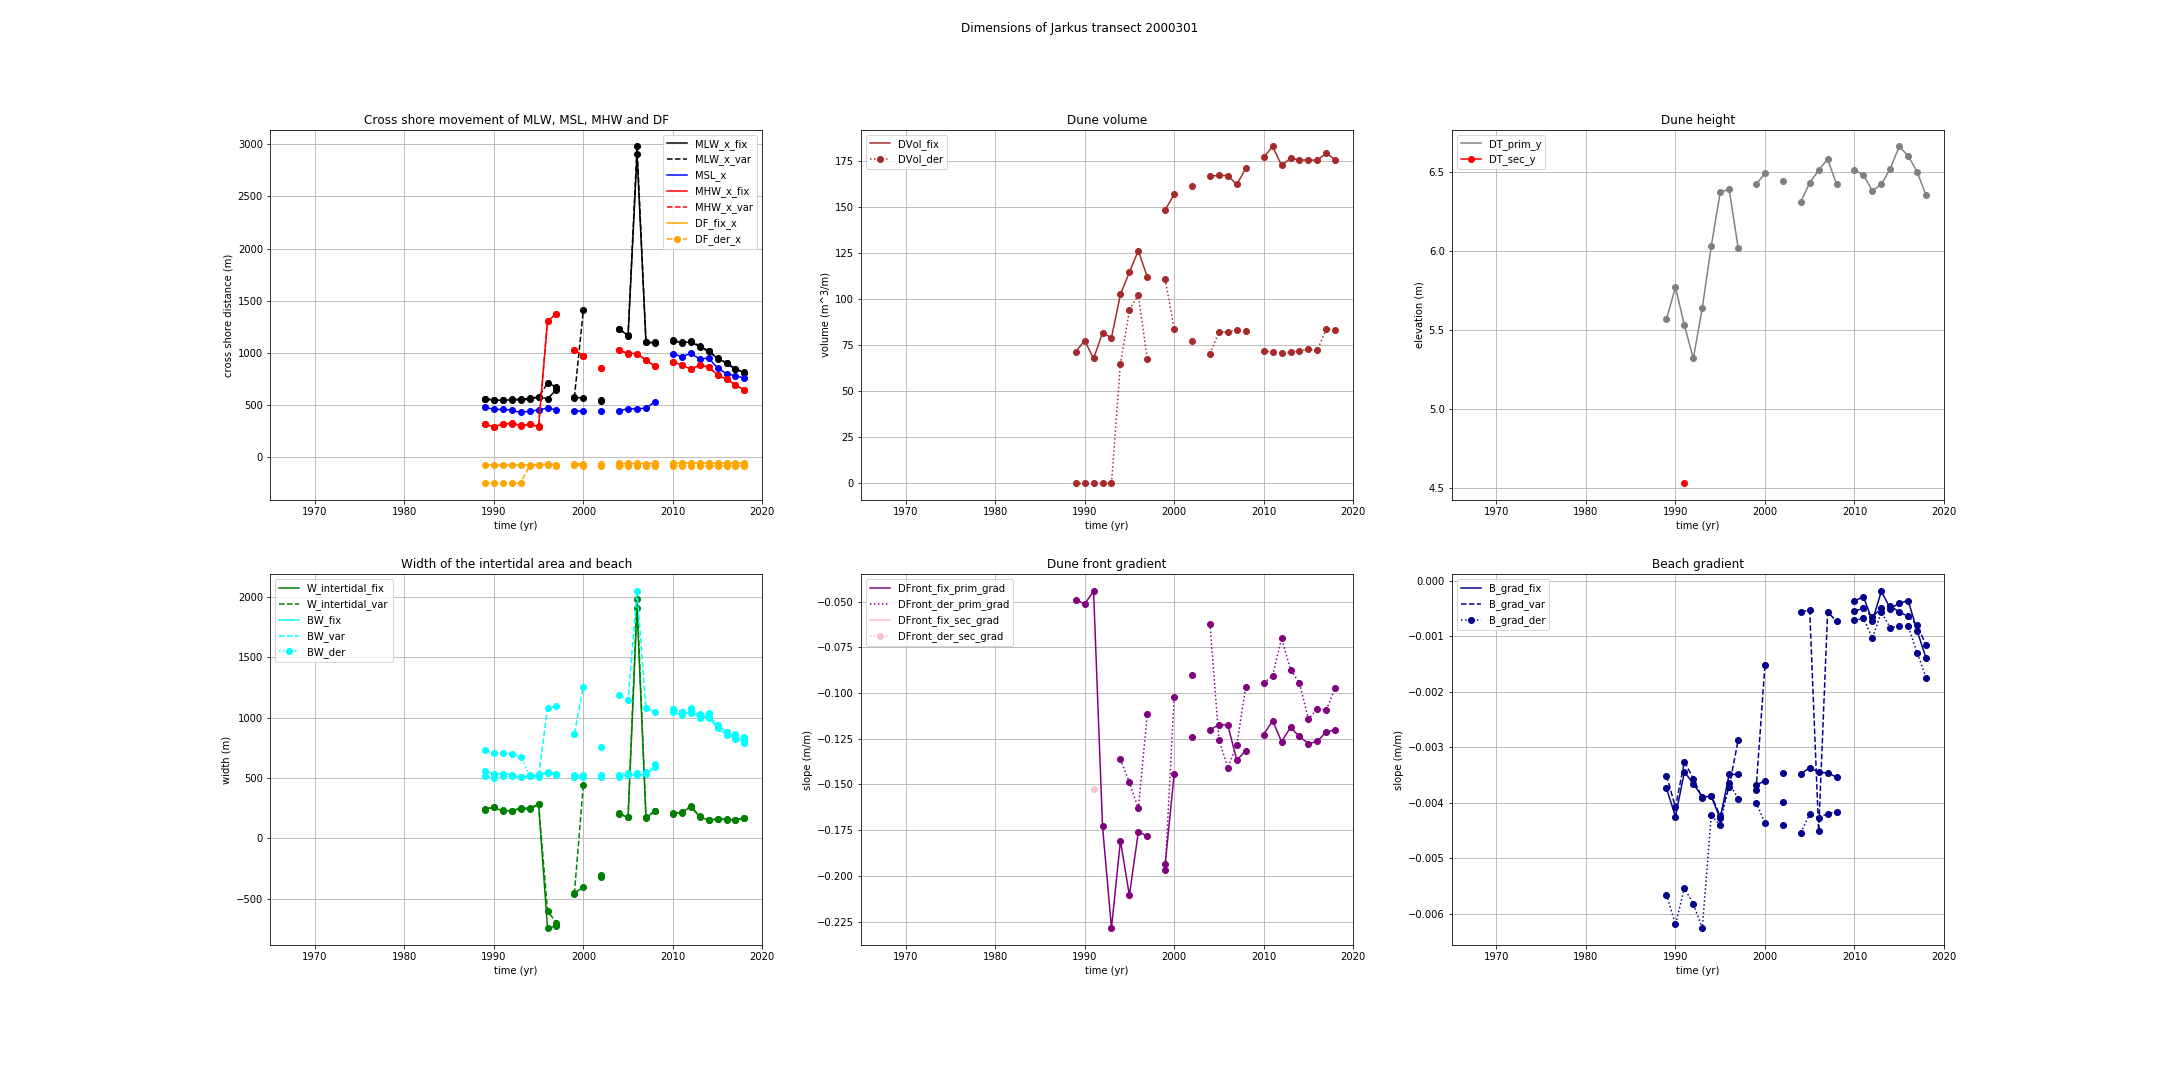 Dimensions of Jarkus transect 2000301
Cross shore movement of MLW, MSL, MHW and DF
cross shore distance (m)
3000
2500
2000
1500
1000
500
0
MLW_x_fix
MLW_x_var
MSL_x
MHW_x_fix
MHW_x_var
DF_fix_x
DF_der_x
1970 1980 1990 2000 2010 2020
time (yr)
Dune volume
volume (m^3/m)
175
150
125
100
75
50
25
0
DVol_fix
DVol_der
1970 1980 1990 2000 2010 2020
time (yr)
Dune height
elevation (m)
6.5
6.0
5.5
5.0
4.5
DT_prim_y
DT_sec_y
1970 1980 1990 2000 2010 2020
time (yr)
Width of the intertidal area and beach
width (m)
2000
1500
1000
500
0
−500
W_intertidal_fix
W_intertidal_var
BW_fix
BW_var
BW_der
1970 1980 1990 2000 2010 2020
time (yr)
Dune front gradient
slope (m/m)
−0.050
−0.075
−0.100
−0.125
−0.150
−0.175
−0.200
−0.225
DFront_fix_prim_grad
DFront_der_prim_grad
DFront_fix_sec_grad
DFront_der_sec_grad
1970 1980 1990 2000 2010 2020
time (yr)
Beach gradient
slope (m/m)
0.000
−0.001
−0.002
−0.003
−0.004
−0.005
−0.006
B_grad_fix
B_grad_var
B_grad_der
1970 1980 1990 2000 2010 2020
time (yr)